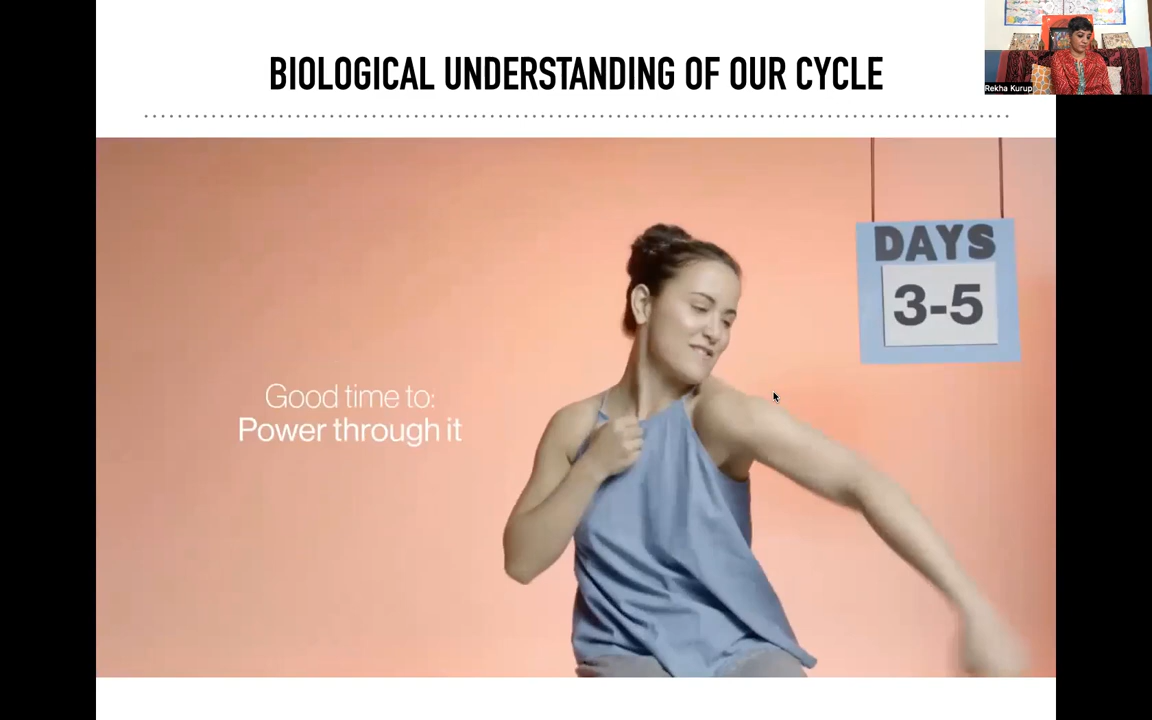 BIOLOGICAL UNDERSTANDING OF OUR CYCLE
Rekha Kurup
DAYS
3-5
Good time to:
Power through it